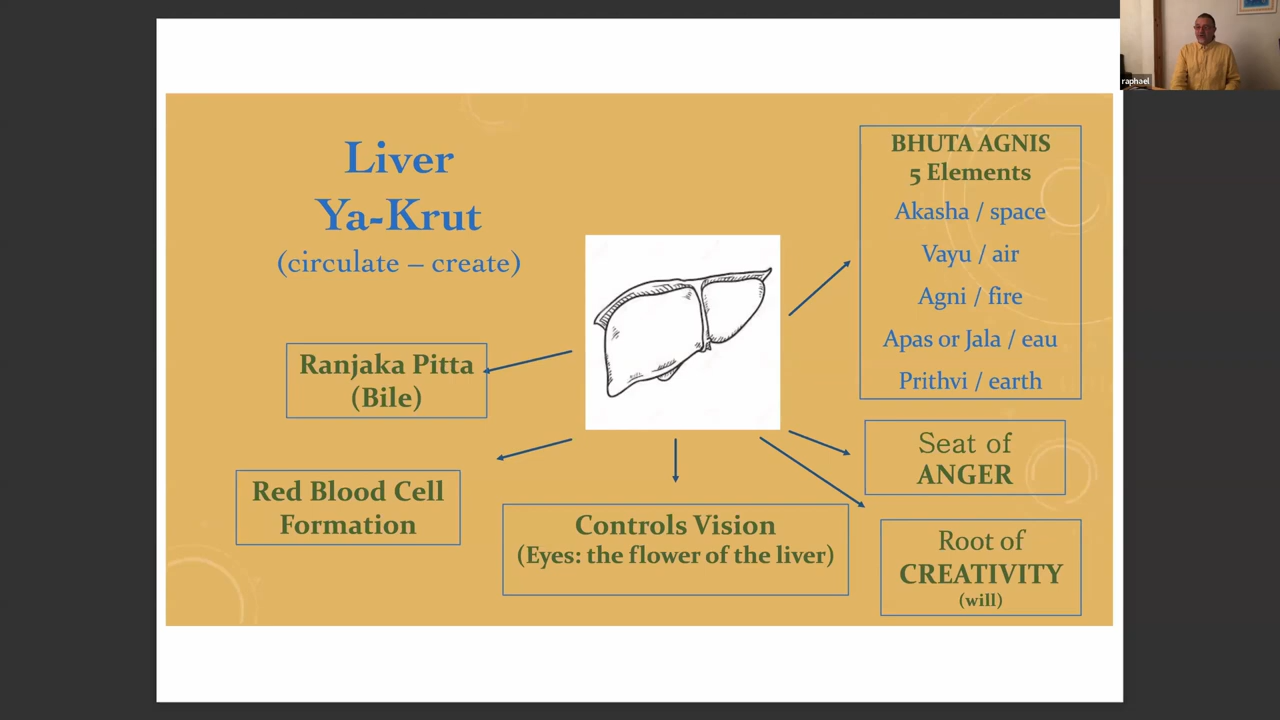 raphael
Liver
Ya-Krut
(circulate – create)
BHUTA AGNIS
5 Elements
Akasha / space
Vayu / air
Agni / fire
Apas or Jala / eau
Prithvi / earth
Ranjaka Pitta
(Bile)
Red Blood Cell
Formation
Controls Vision
(Eyes: the flower of the liver)
Seat of
ANGER
Root of
CREATIVITY
(will)